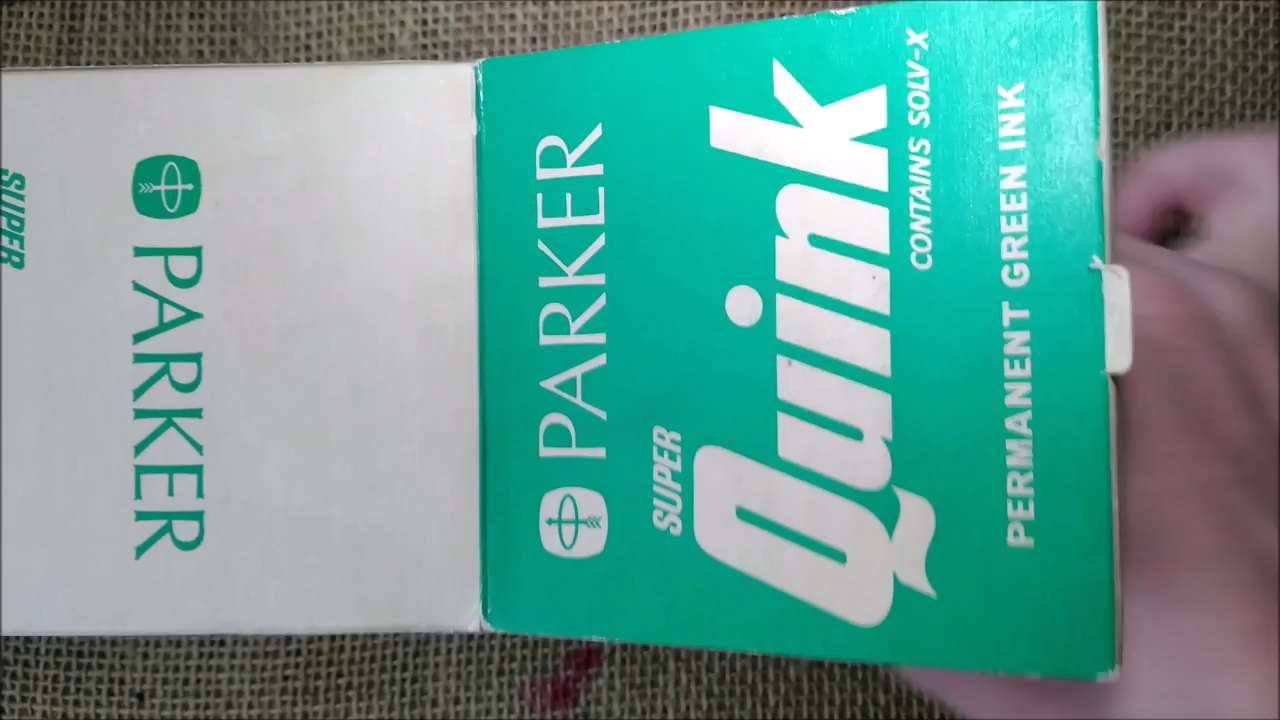 PARKER
SUPER
Quink
CONTAINS SOLV-X
PERMANENT GREEN INK
PARKER
SUPER